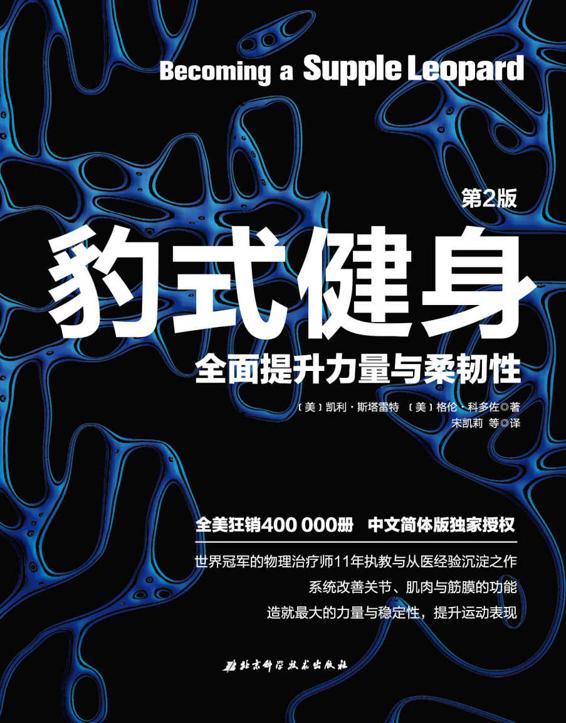 Becoming a Supple Leopard
第2版
豹式健身
全面提升力量与柔韧性
〔美〕凯利·斯塔雷特 〔美〕格伦·科多佐◎著
宋凯莉 等◎译
全美狂销400 000册 中文简体版独家授权
世界冠军的物理治疗师11年执教与从医经验沉淀之作
系统改善关节、肌肉与筋膜的功能
造就最大的力量与稳定性，提升运动表现
北京科学技术出版社